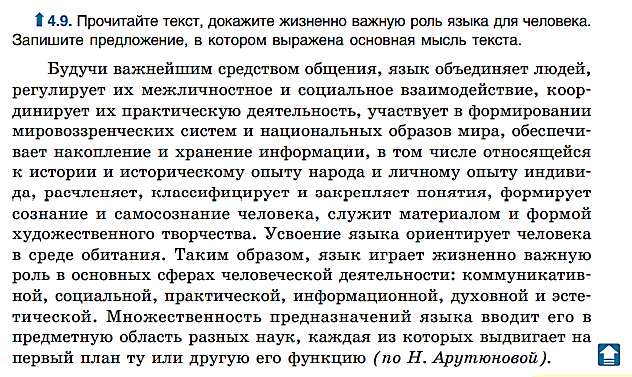 4.9. Прочитайте текст, докажите жизненно важную роль языка для человека.
Запишите предложение, в котором выражена основная мысль текста.
Будучи важнейшим средством общения, язык объединяет людей,
регулирует их межличностное и социальное взаимодействие, коор-
динирует их практическую деятельность, участвует в формировании
мировоззренческих систем и национальных образов мира, обеспечи-
вает накопление и хранение информации, в том числе относящейся
к истории и историческому опыту народа и личному опыту индиви-
да, расчленяет, классифицирует и закрепляет понятия, формирует
сознание и самосознание человека, служит материалом и формой
художественного творчества. Усвоение языка ориентирует человека
в среде обитания. Таким образом, язык играет жизненно важную
роль в основных сферах человеческой деятельности: коммуникатив-
ной, социальной, практической, информационной, духовной и эсте-
тической. Множественность предназначений языка вводит его в
предметную область разных наук, каждая из которых выдвигает на
первый план ту или другую его функцию (по Н. Арутюновой).